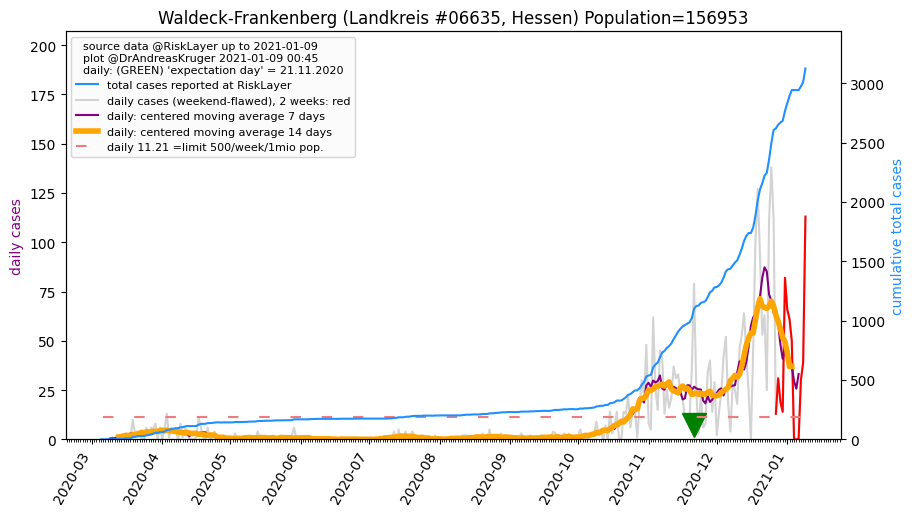 Waldeck-Frankenberg (Landkreis #06635, Hessen) Population=156953
source data @RiskLayer up to 2021-01-09
plot @DrAndreasKruger 2021-01-09 00:45
daily: (GREEN) 'expectation day' = 21.11.2020
total cases reported at RiskLayer
daily cases (weekend-flawed), 2 weeks: red
daily: centered moving average 7 days
daily: centered moving average 14 days
daily 11.21 =limit 500/week/1mio pop.
daily cases
200
175
150
125
100
75
50
25
0
cumulative total cases
3000
2500
2000
1500
1000
500
0
2020-03
2020-04
2020-05
2020-06
2020-07
2020-08
2020-09
2020-10
2020-11
2020-12
2021-01